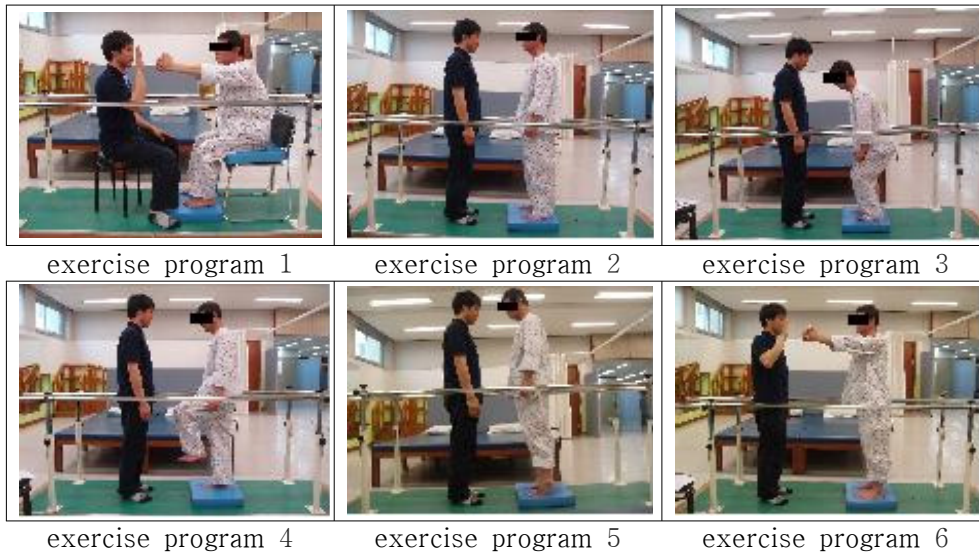 exercise program 1
exercise program 2
exercise program 3
exercise program 4
exercise program 5
exercise program 6